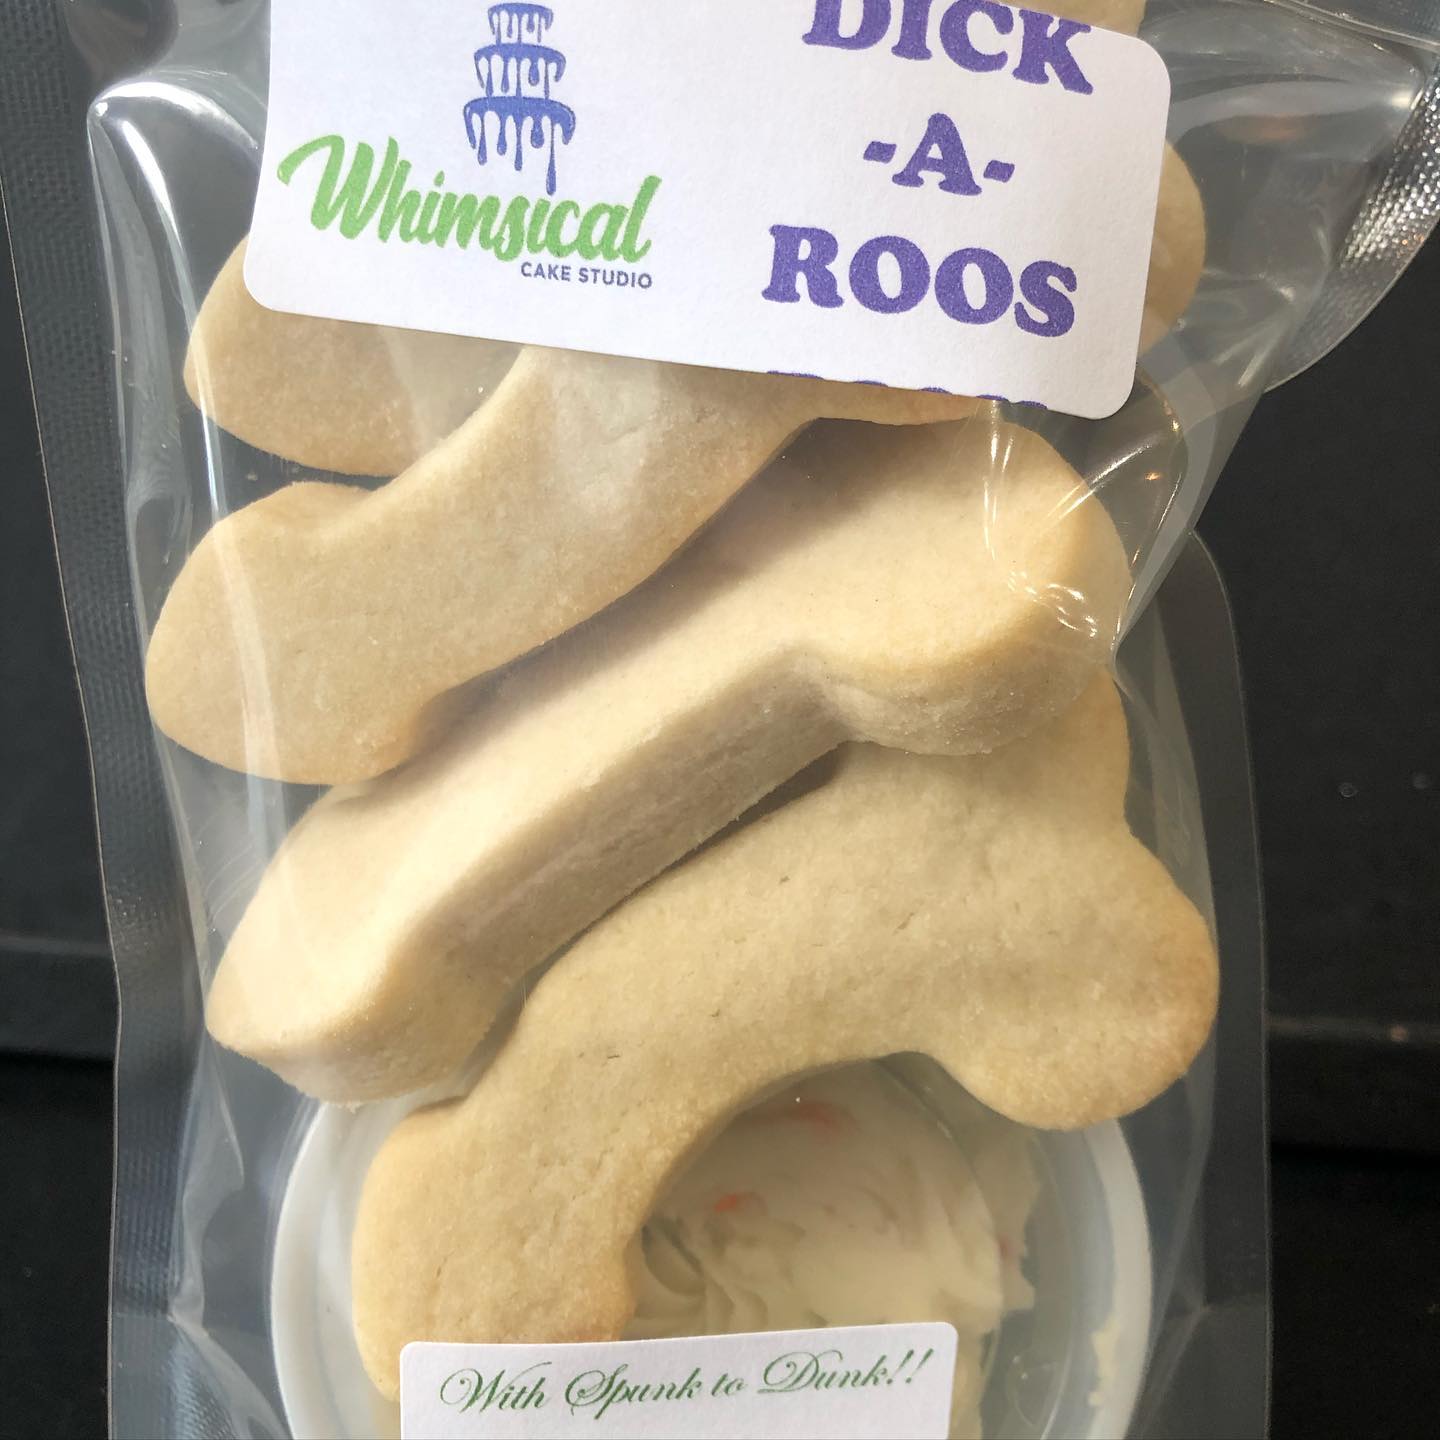 Whimsical
CAKE STUDIO
DICK
-A-
ROOS
With Spunk to Dunk!!